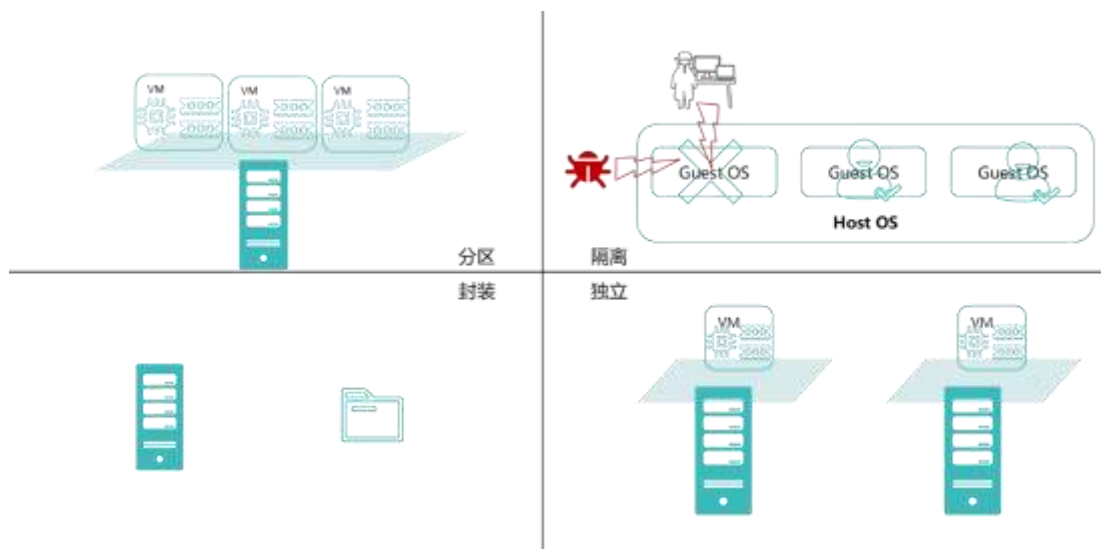 VM VM VM
分区
Guest OS Guest OS Guest OS
Host OS
隔离
封装
独立
VM VM